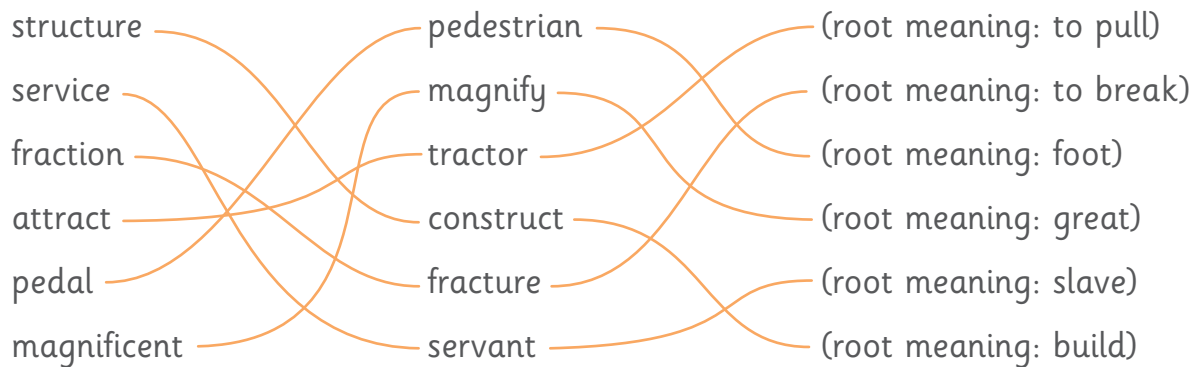 structure pedestrian (root meaning: to pull)
service magnify (root meaning: to break)
fraction tractor (root meaning: foot)
attract construct (root meaning: great)
pedal fracture (root meaning: slave)
magnificent servant (root meaning: build)